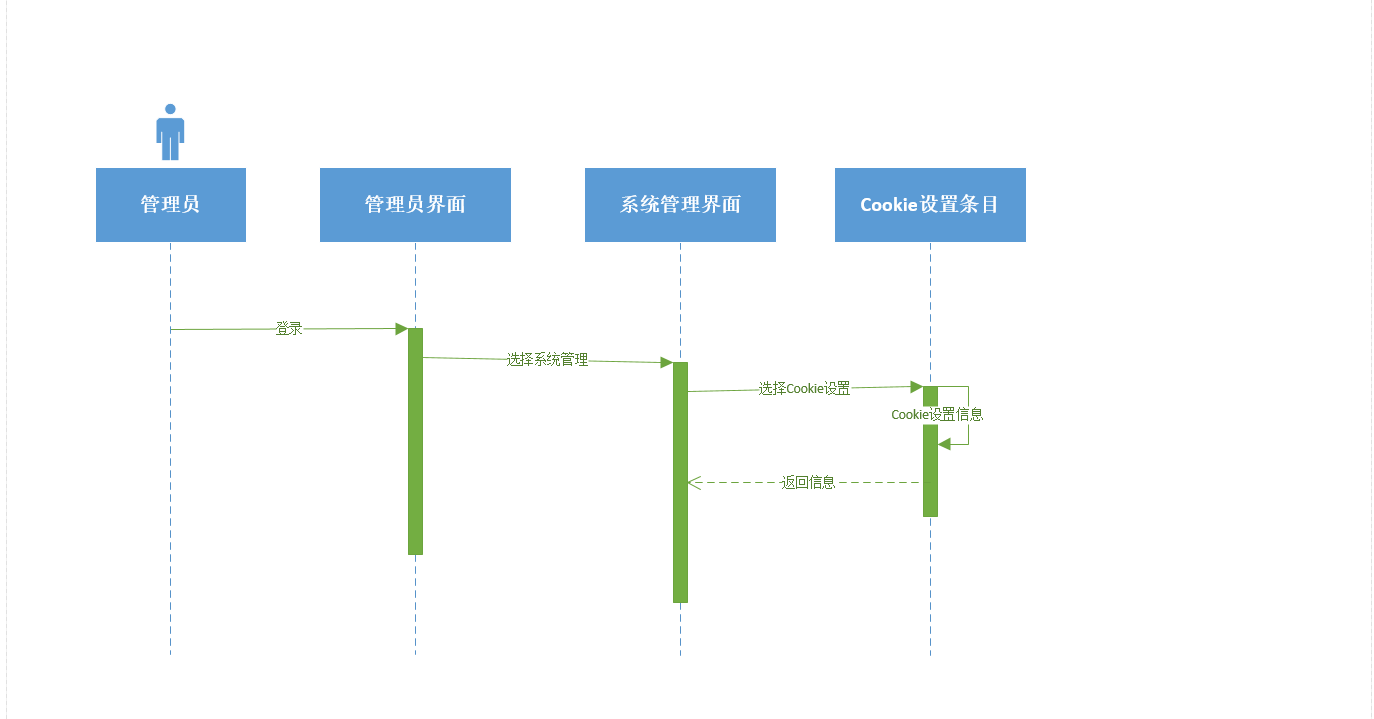 管理员
管理员界面
系统管理界面
Cookie设置条目
登录
选择系统管理
选择Cookie设置
Cookie设置信息
返回信息